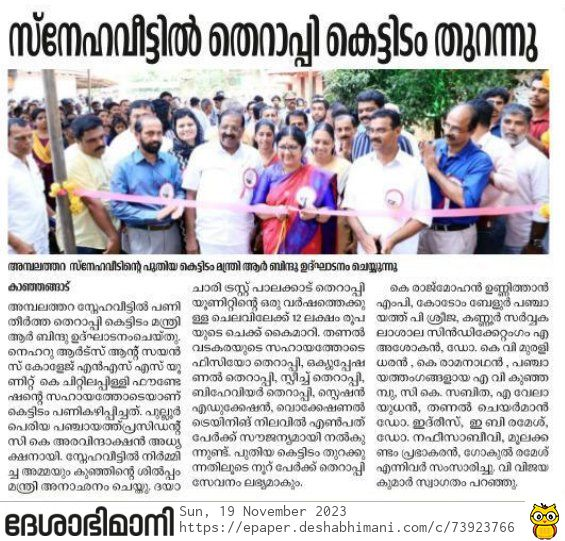 സ്നേഹവീട്ടിൽ തെറാപ്പി കെട്ടിടം തുറന്നു
അമ്പലത്തറ സ്നേഹവീടിന്റെ പുതിയ കെട്ടിടം മന്ത്രി ആർ ബിന്ദു ഉദ്ഘാടനം ചെയ്യുന്നു
കാഞ്ഞങ്ങാട്
അമ്പലത്തറ സ്നേഹവീട്ടിൽ പണി
തീർത്ത തെറാപ്പി കെട്ടിടം മന്ത്രി
ആർ ബിന്ദു ഉദ്ഘാടനംചെയ്തു.
നെഹറു ആർട്സ് ആന്റ് സയൻ
സ് കോളേജ് എൻഎസ് എസ് യൂ
ണിറ്റ് കെ ചിറ്റിലപ്പിള്ളി ഫൗണ്ടേ
ഷന്റെ സഹായത്തോടെയാണ്
കെട്ടിടം പണികഴിപ്പിച്ചത്. പുല്ലൂർ
പെരിയ പഞ്ചായത്ത്പ്രസിഡന്റ്
സി കെ അരവിന്ദാക്ഷൻ അധ്യ
ക്ഷനായി. സ്നേഹവീട്ടിൽ നിർമ്മി
ച്ച അമ്മയും കുഞ്ഞിന്റെ ശിൽപ്പം
മന്ത്രി അനാഛനം ചെയ്തു. ദയാ
ചാരി ട്രസ്റ്റ് പാലക്കാട് തെറാപ്പി
യൂണിറ്റിന്റെ ഒരു വർഷത്തെക്കു
ള്ള ചെലവിലേക്ക് 12 ലക്ഷം രൂപ
യുടെ ചെക്ക് കൈമാറി. തണൽ
വടകരയുടെ സഹായത്തോടെ
ഫിസിയോ തെറാപ്പി, ഒക്യുപ്പേഷ
ണൽ തെറാപ്പി, സ്പീച്ച് തെറാപ്പി,
ബിഹേവിയർ തെറാപ്പി, സ്പെഷൻ
എഡുക്കേഷൻ, വൊക്കേഷണൽ
ട്രെയിനിങ് നിലവിൽ എൺപത്
പേർക്ക് സൗജന്യമായി നൽകു
ന്നുണ്ട്. പുതിയ കെട്ടിടം തുറക്കു
ന്നതിലൂടെ നൂറ് പേർക്ക് തെറാപ്പി
സേവനം ലഭ്യമാകും.
കെ രാജ്മോഹൻ ഉണ്ണിത്താൻ
എംപി, കോടോം ബേളൂർ പഞ്ചാ
യത്ത് പി ശ്രീജ, കണ്ണൂർ സർവ്വക
ലാശാല സിൻഡിക്കേറ്റംഗം എ
അശോകൻ, ഡോ. കെ വി മുരളി
ധരൻ , കെ രാമനാഥൻ , പഞ്ചാ
യത്തംഗങ്ങളായ എ വി കുഞ്ഞ
മ്പു, സി കെ. സബിത, എ വേലാ
യുധൻ, തണൽ ചെയർമാൻ
ഡോ. ഇദ്രീസ്, ഇ ബി രമേശ്,
ഡോ. നഫീസാബീവി, മൂലക്ക
ണ്ടം പ്രഭാകരൻ, ഗോകുൽ രമേശ്
എന്നിവർ സംസാരിച്ചു. വി വിജയ
കുമാർ സ്വാഗതം പറഞ്ഞു.
ദേശാഭിമാനി
Sun, 19 November 2023
https://epaper.deshabhimani.com/c/73923766